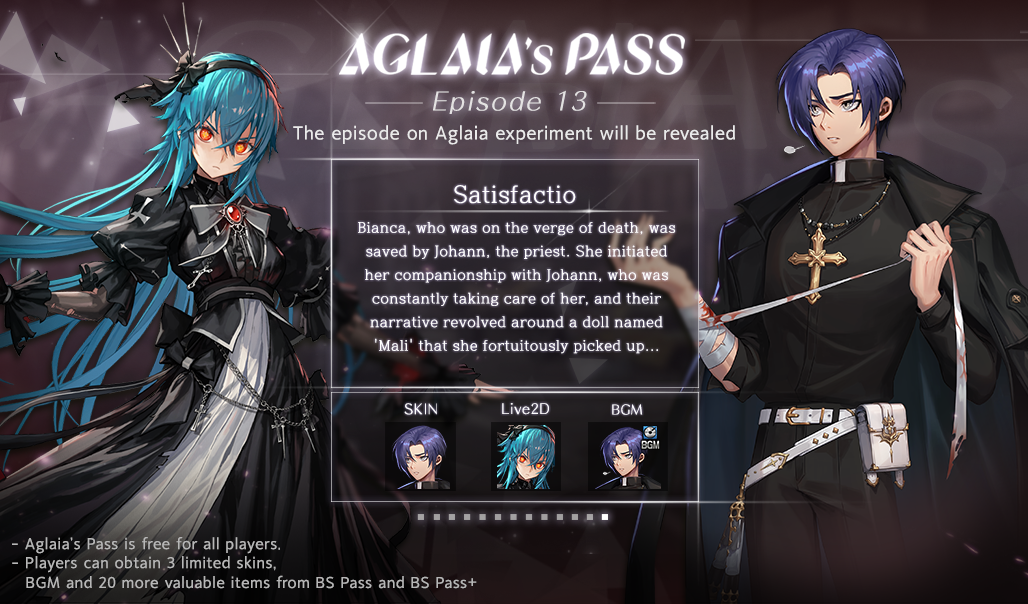 AGLAIA's PASS
Episode 13
The episode on Aglaia experiment will be revealed
Satisfactio
Bianca, who was on the verge of death, was
saved by Johann, the priest. She initiated
her companionship with Johann, who was
constantly taking care of her, and their
narrative revolved around a doll named
'Mali' that she fortuitously picked up...
SKIN
Live2D
BGM
BGM
- Aglaia's Pass is free for all players.
- Players can obtain 3 limited skins,
BGM and 20 more valuable items from BS Pass and BS Pass+